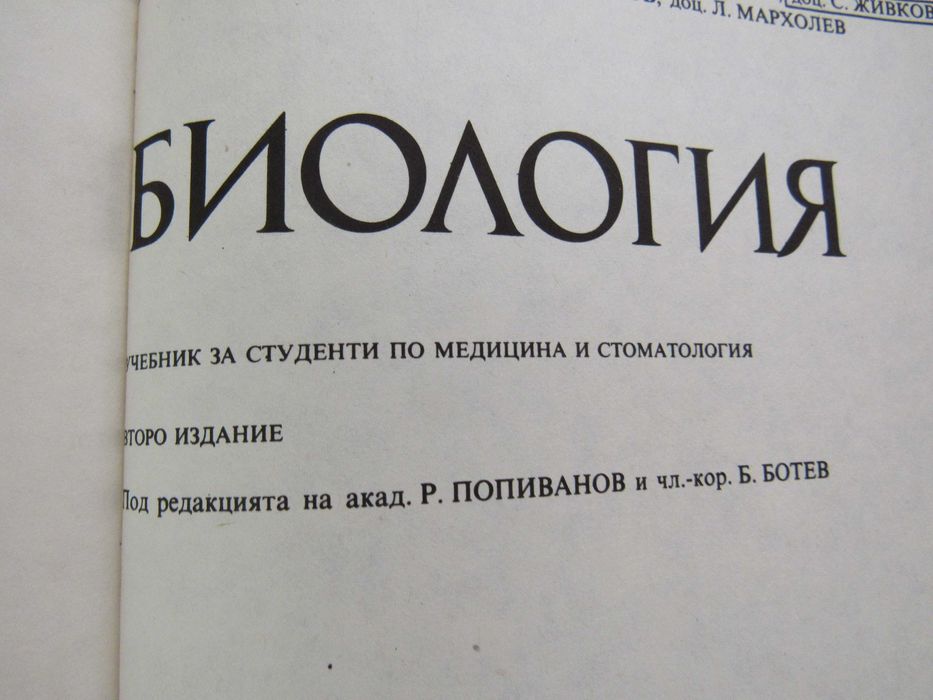 доц. С. ЖИВКОВ
доц. Л. МАРХОЛЕВ
БИОЛОГИЯ
УЧЕБНИК ЗА СТУДЕНТИ ПО МЕДИЦИНА И СТОМАТОЛОГИЯ
ВТОРО ИЗДАНИЕ
Под редакцията на акад. Р. ПОПИВАНОВ и чл.-кор. Б. БОТЕВ